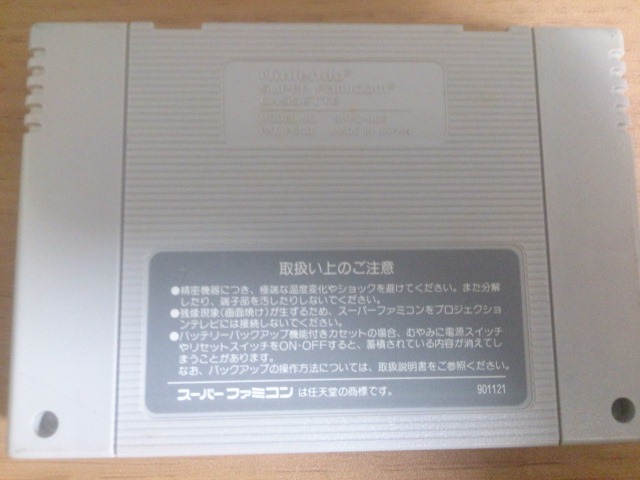 Nintendo®
SUPER FAMICOM®
CASSETTE
MADE IN JAPAN
取扱い上のご注意
●精密機器につき、極端な温度変化やショックを避けてください。また分解
したり、端子部を汚したりしないでください。
●残像現象(画面焼け)が生ずるため、スーパーファミコンをプロジェクショ
ンテレビには接続しないでください。
●バッテリーバックアップ機能付きカセットの場合、むやみに電源スイッチ
やリセットスイッチをON・OFFすると、蓄積されている内容が消えてし
まうことがあります。
なお、バックアップの操作方法については、取扱説明書をご参照ください。
スーパーファミコンは任天堂の商標です。 901121